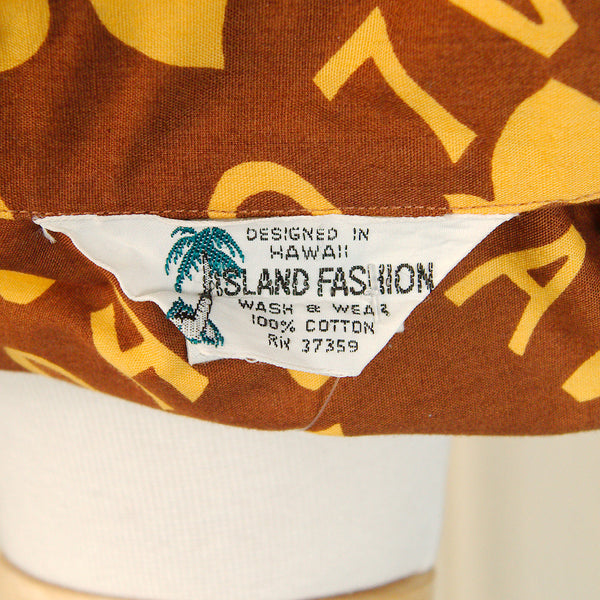 DESIGNED IN
HAWAII
ISLAND FASHION
WASH & WEAR
100% COTTON
RN 37359